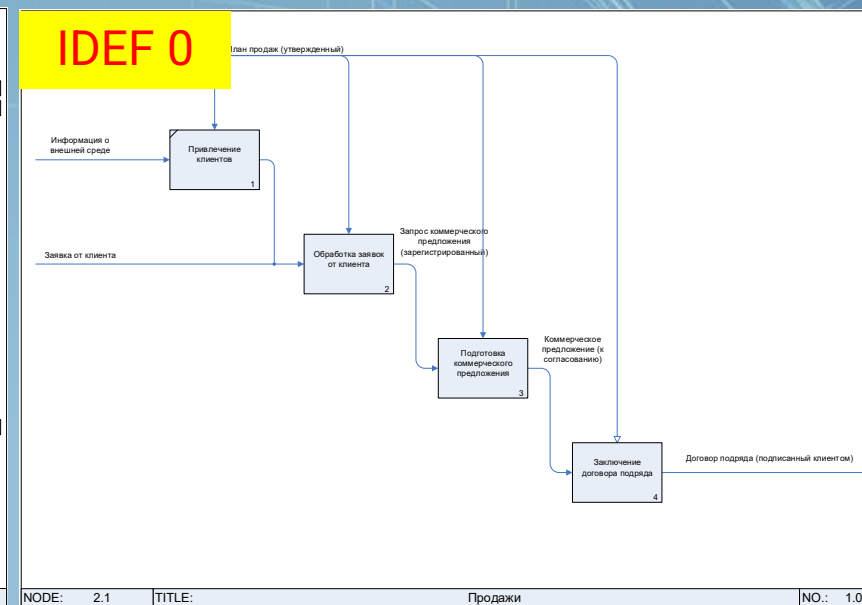 IDEF 0
План продаж (утвержденный)
Информация о
внешней среде
Привлечение
клиентов
1
Заявка от клиента
Обработка заявок
от клиента
2
Запрос коммерческого
предложения
(зарегистрированный)
Подготовка
коммерческого
предложения
3
Коммерческое
предложение (к
согласованию)
Заключение
договора подряда
4
Договор подряда (подписанный клиентом)
NODE: 2.1 TITLE: Продажи NO.: 1.0